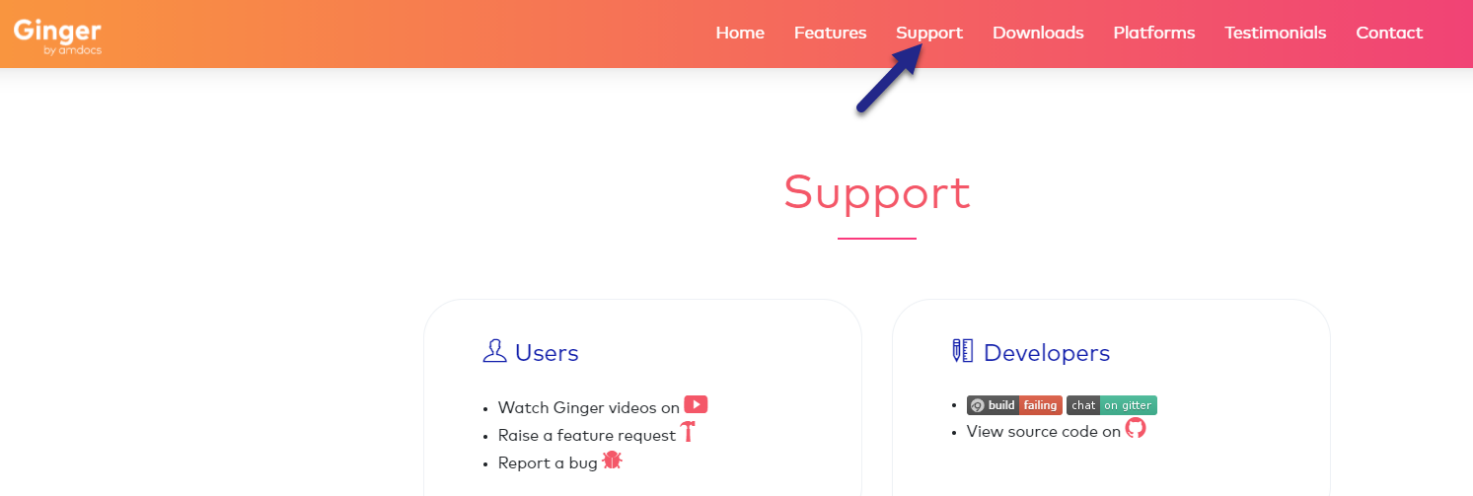 Ginger
by amdocs
Home Features Support Downloads Platforms Testimonials Contact
Support
Users
Watch Ginger videos on
Raise a feature request
Report a bug
Developers
build failing chat on gitter
View source code on